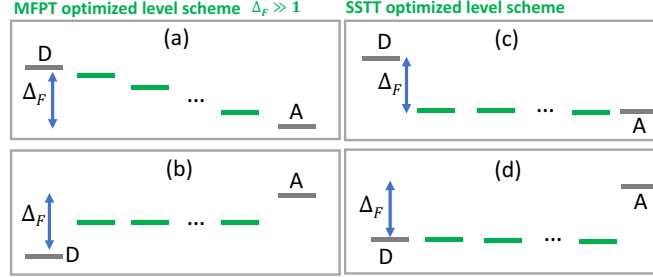 MFPT optimized level scheme Δ_F ≫ 1
SSTT optimized level scheme
(a)
D
Δ_F
...
A
(c)
D
Δ_F
...
A
(b)
A
Δ_F
...
D
(d)
A
Δ_F
...
D